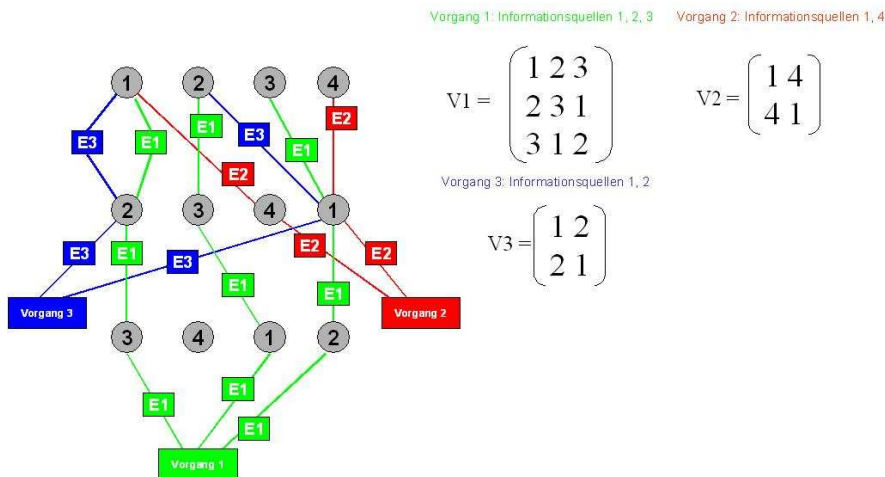 Vorgang 1: Informationsquellen 1, 2, 3 Vorgang 2: Informationsquellen 1, 4
1 2 3 4
V1 = 1 2 3
2 3 1
3 1 2
V2 = 1 4
4 1
E3 E1 E1 E3 E1 E2
E2
Vorgang 3: Informationsquellen 1, 2
2 3 4 1
V3 = 1 2
2 1
E3 E1 E3 E2 E2
E1 E1
Vorgang 3 Vorgang 2
3 4 1 2
E1 E1
E1
Vorgang 1